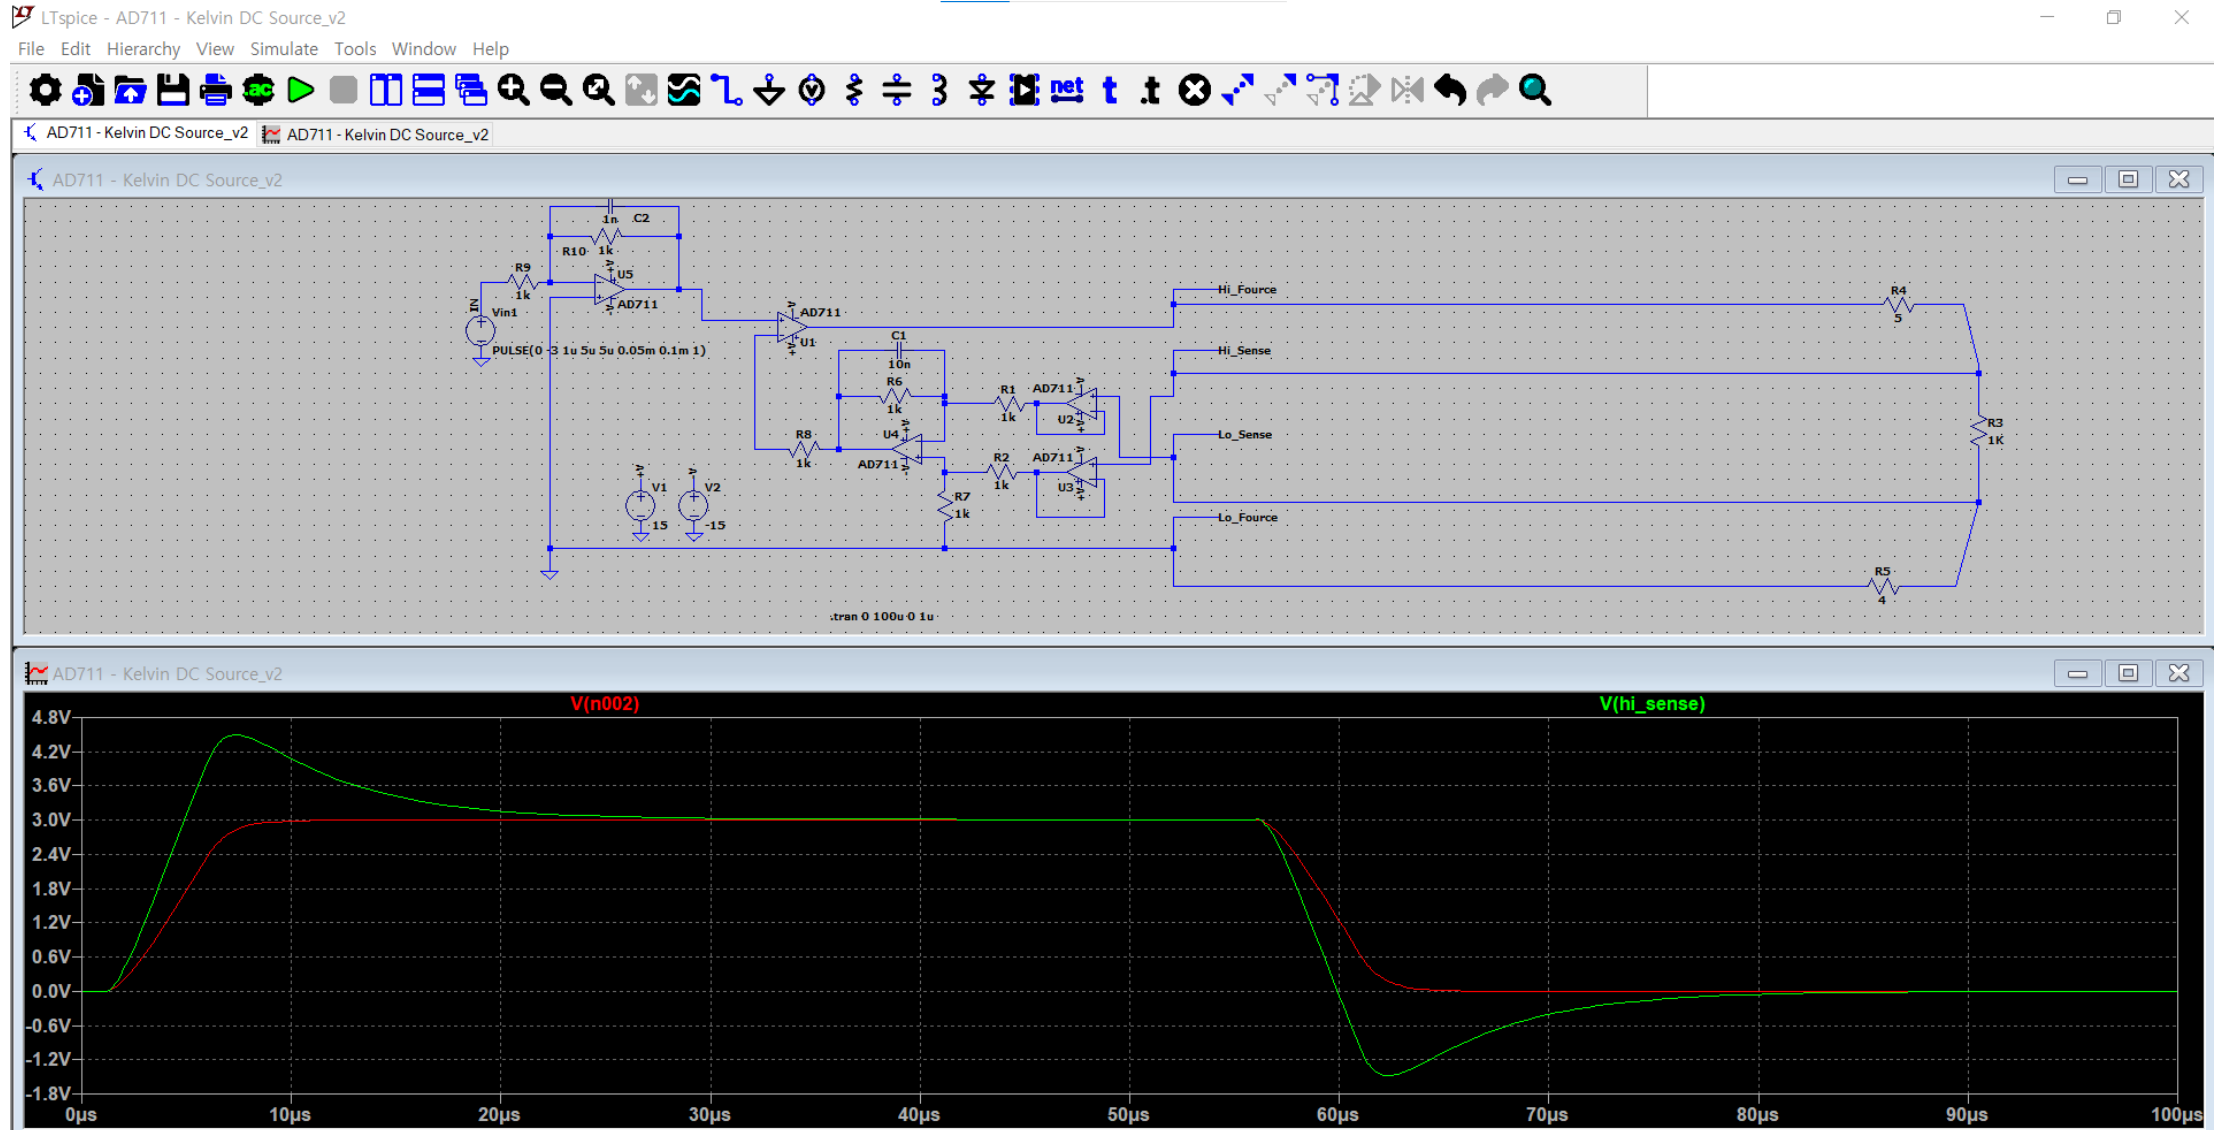 LTspice - AD711 - Kelvin DC Source_v2
File Edit Hierarchy View Simulate Tools Window Help
.ac net t .t
AD711 - Kelvin DC Source_v2 AD711 - Kelvin DC Source_v2
AD711 - Kelvin DC Source_v2
1n C2
R10 1k
R9
1k
U5
AD711
IN
Vin1
PULSE(0 -3 1u 5u 5u 0.05m 0.1m 1)
AD711
U1
C1
10n
R6
1k
R1
1k
AD711
U2
R8
1k
U4
AD711
R2
1k
AD711
U3
R7
1k
V1
15
V2
-15
Hi_Fource
Hi_Sense
Lo_Sense
Lo_Fource
R4
5
R3
1K
R5
4
.tran 0 100u 0 1u
AD711 - Kelvin DC Source_v2
V(n002) V(hi_sense)
4.8V
4.2V
3.6V
3.0V
2.4V
1.8V
1.2V
0.6V
0.0V
-0.6V
-1.2V
-1.8V
0µs 10µs 20µs 30µs 40µs 50µs 60µs 70µs 80µs 90µs 100µs